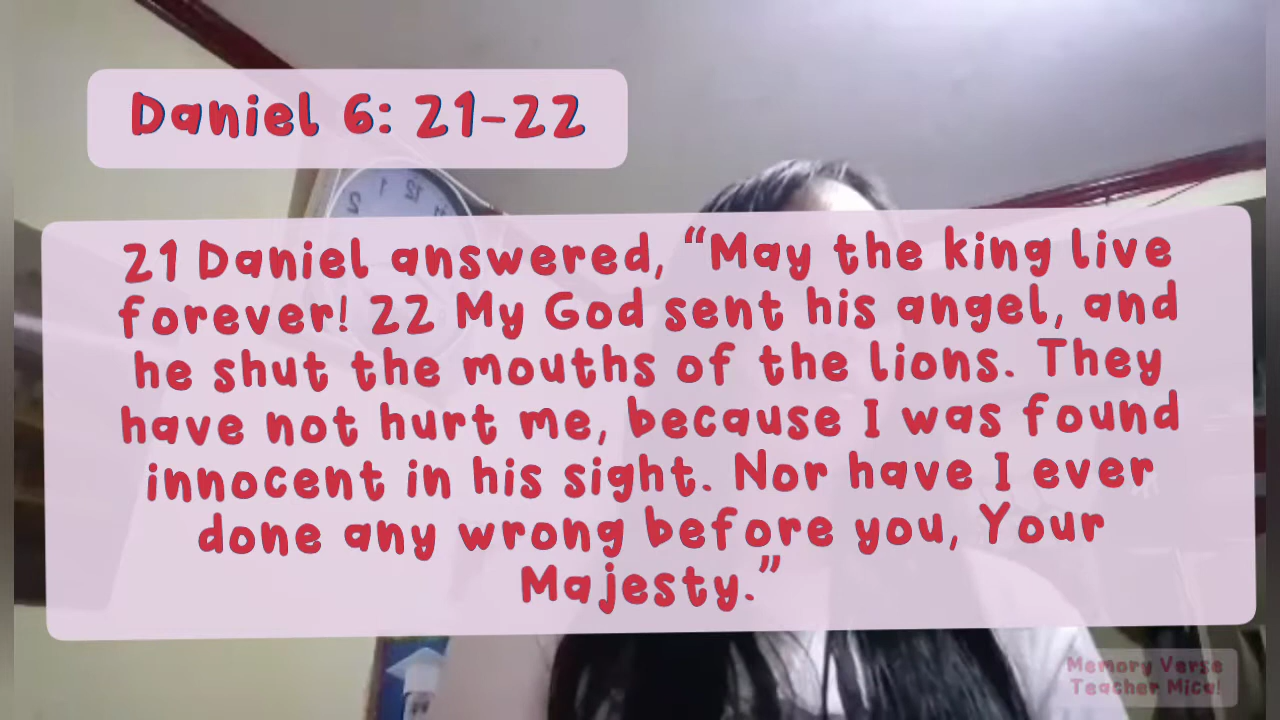 Daniel 6: 21-22
21 Daniel answered, “May the king live
forever! 22 My God sent his angel, and
he shut the mouths of the lions. They
have not hurt me, because I was found
innocent in his sight. Nor have I ever
done any wrong before you, Your
Majesty.”
Memory Verse
Teacher Mica!